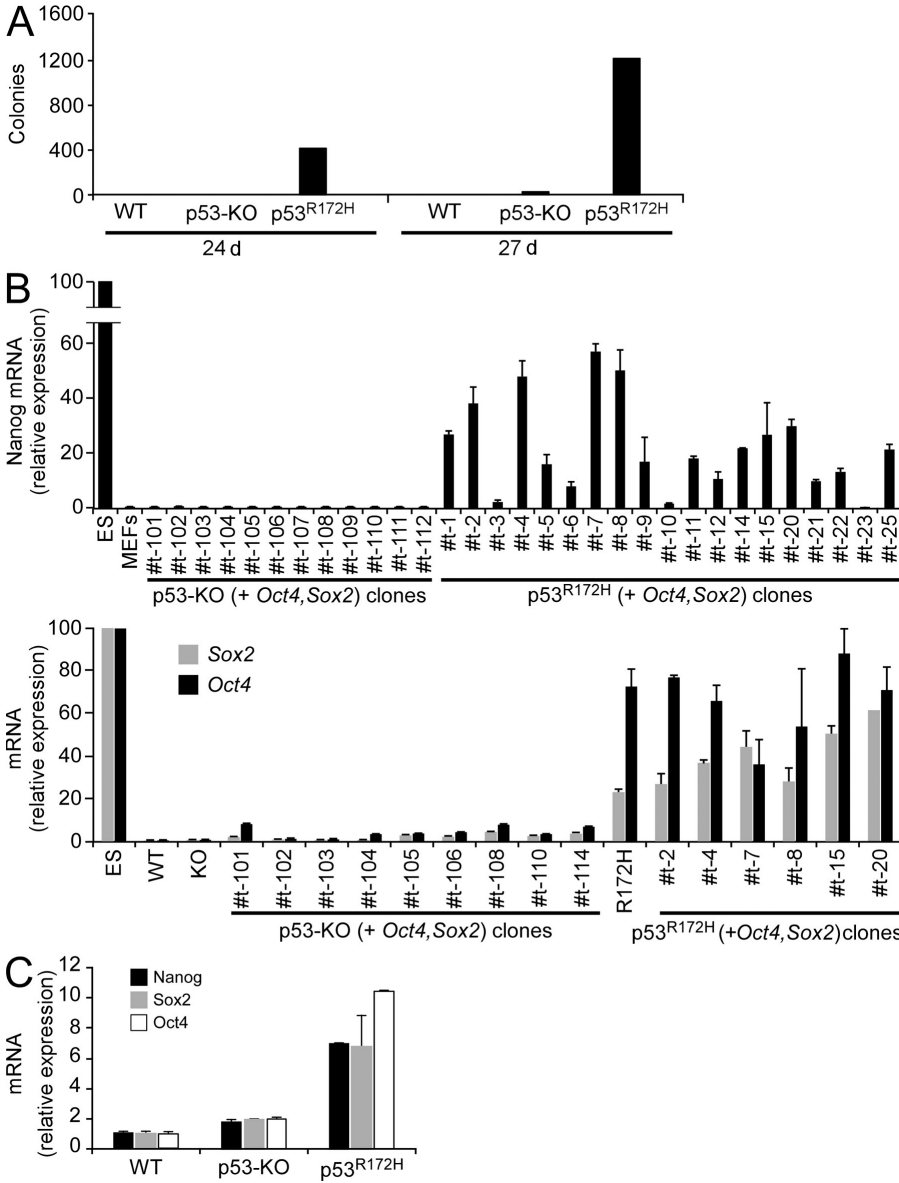 A
Colonies
1600
1200
800
400
0
WT p53-KO p53R172H WT p53-KO p53R172H
24 d 27 d
B
Nanog mRNA
(relative expression)
100
60
40
20
0
ES MEFs #t-101 #t-102 #t-103 #t-104 #t-105 #t-106 #t-107 #t-108 #t-109 #t-110 #t-111 #t-112 #t-1 #t-2 #t-3 #t-4 #t-5 #t-6 #t-7 #t-8 #t-9 #t-10 #t-11 #t-12 #t-14 #t-15 #t-20 #t-21 #t-22 #t-23 #t-25
p53-KO (+ Oct4,Sox2) clones p53R172H (+ Oct4,Sox2) clones
mRNA
(relative expression)
100
80
60
40
20
0
Sox2
Oct4
ES WT KO #t-101 #t-102 #t-103 #t-104 #t-105 #t-106 #t-108 #t-110 #t-114 R172H #t-2 #t-4 #t-7 #t-8 #t-15 #t-20
p53-KO (+ Oct4,Sox2) clones p53R172H (+Oct4,Sox2)clones
C
mRNA
(relative expression)
12
10
8
6
4
2
0
Nanog
Sox2
Oct4
WT p53-KO p53R172H